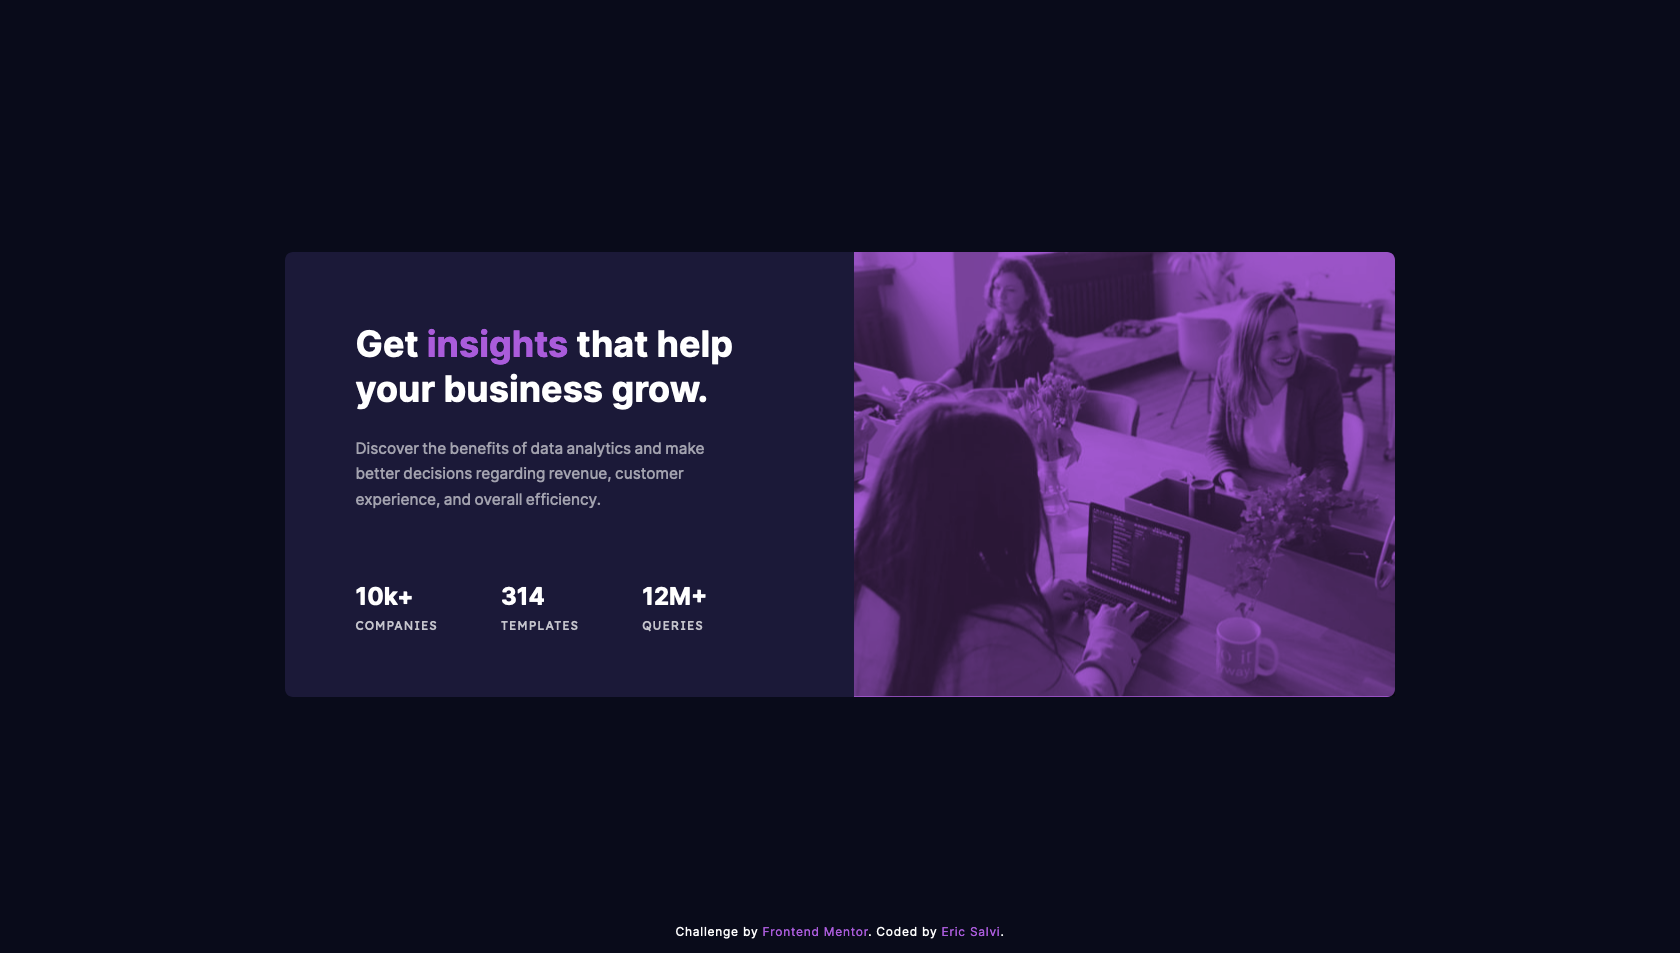 Get insights that help
your business grow.
Discover the benefits of data analytics and make
better decisions regarding revenue, customer
experience, and overall efficiency.
10k+ 314 12M+
COMPANIES TEMPLATES QUERIES
it
way
Challenge by Frontend Mentor. Coded by Eric Salvi.